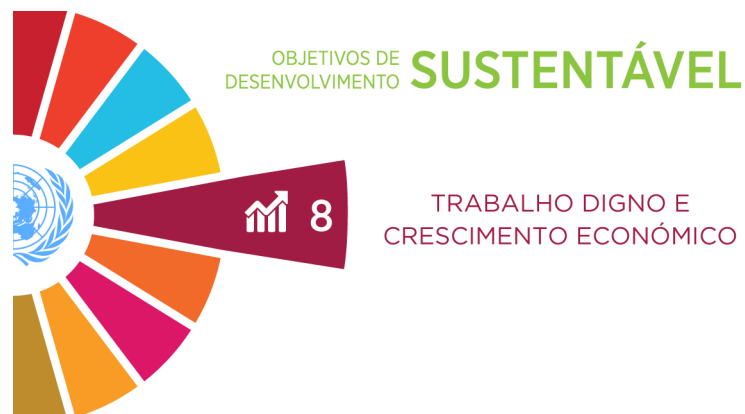 OBJETIVOS DE
DESENVOLVIMENTO SUSTENTÁVEL
8
TRABALHO DIGNO E
CRESCIMENTO ECONÓMICO